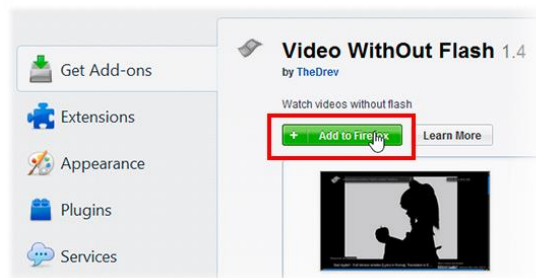 Get Add-ons
Extensions
Appearance
Plugins
Services
Video WithOut Flash 1.4
by TheDrev
Watch videos without flash
+ Add to Firefox
Learn More